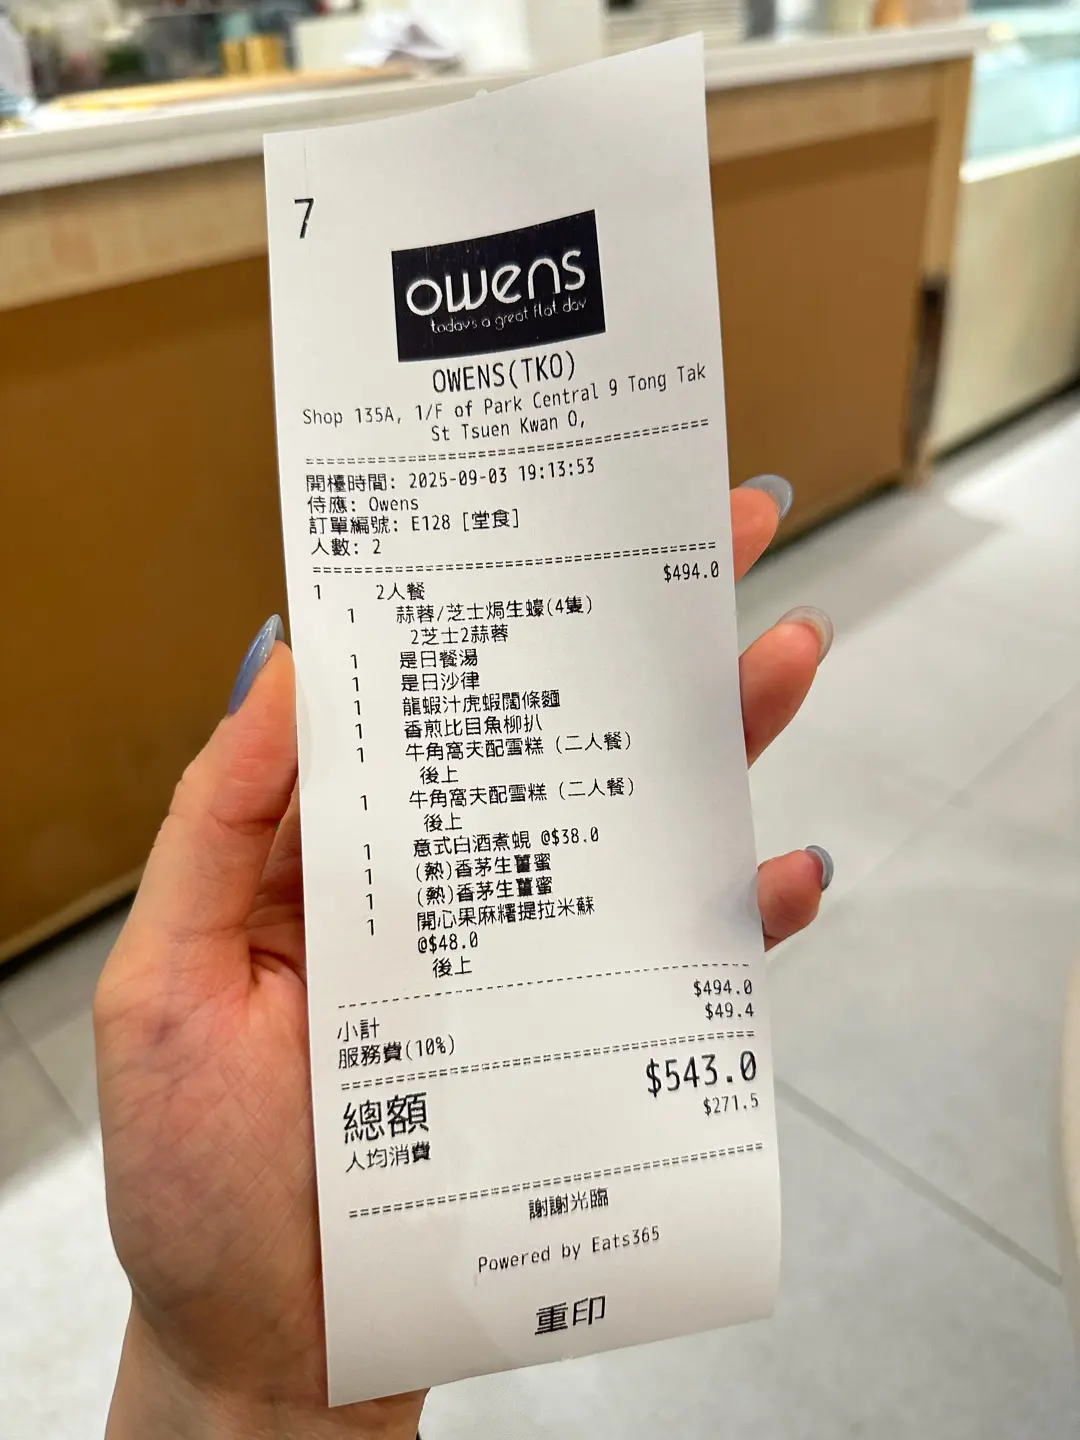 7
owens
today's a great flat day
OWENS(TKO)
Shop 135A, 1/F of Park Central 9 Tong Tak
St Tsuen Kwan O,
開檯時間: 2025-09-03 19:13:53
侍應: Owens
訂單編號: E128 [堂食]
人數: 2
1 2人餐 $494.0
1 蒜蓉/芝士焗生蠔(4隻)
2芝士2蒜蓉
1 是日餐湯
1 是日沙律
1 龍蝦汁虎蝦闊條麵
1 香煎比目魚柳扒
1 牛角窩夫配雪糕 (二人餐)
後上
1 牛角窩夫配雪糕 (二人餐)
後上
1 意式白酒煮蜆 @$38.0
1 (熱)香茅生薑蜜
1 (熱)香茅生薑蜜
1 開心果麻糬提拉米蘇
@$48.0
後上
小計 $494.0
服務費(10%) $49.4
總額 $543.0
人均消費 $271.5
謝謝光臨
Powered by Eats365
重印